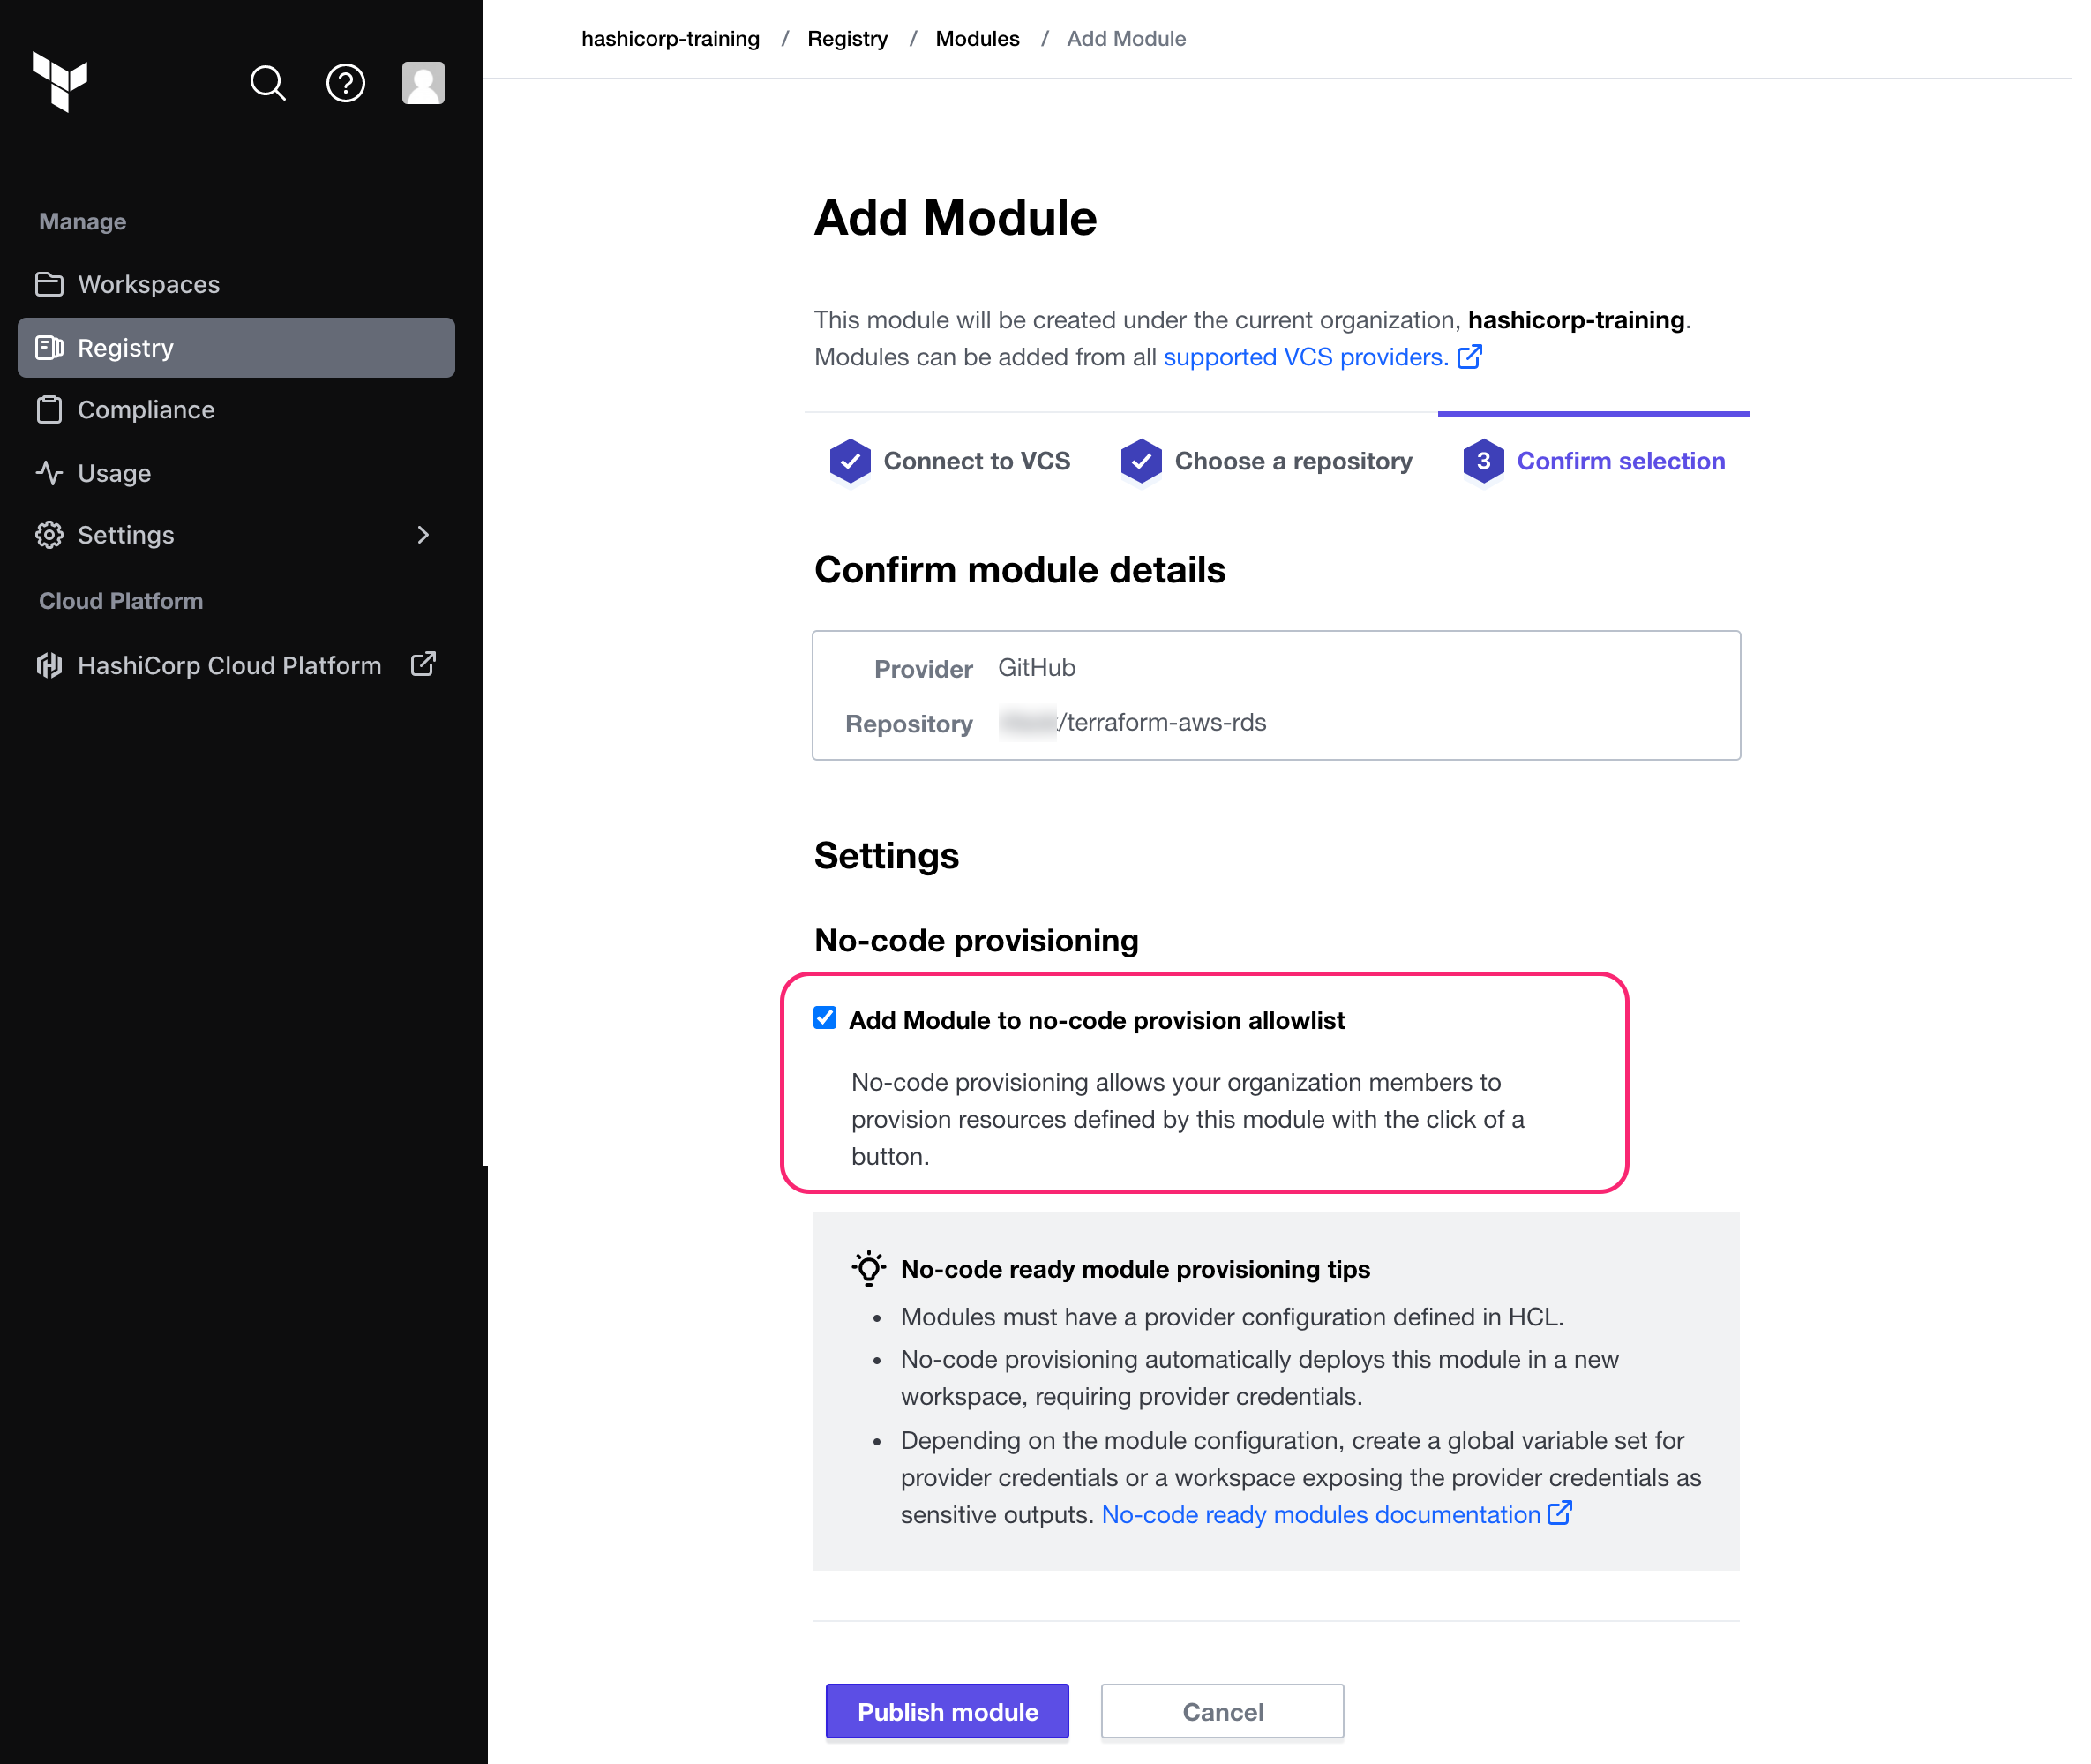 hashicorp-training / Registry / Modules / Add Module
Manage
Workspaces
Registry
Compliance
Usage
Settings
Cloud Platform
HashiCorp Cloud Platform
Add Module
This module will be created under the current organization, hashicorp-training.
Modules can be added from all supported VCS providers.
Connect to VCS
Choose a repository
3 Confirm selection
Confirm module details
Provider GitHub
Repository /terraform-aws-rds
Settings
No-code provisioning
Add Module to no-code provision allowlist
No-code provisioning allows your organization members to
provision resources defined by this module with the click of a
button.
No-code ready module provisioning tips
• Modules must have a provider configuration defined in HCL.
• No-code provisioning automatically deploys this module in a new
workspace, requiring provider credentials.
• Depending on the module configuration, create a global variable set for
provider credentials or a workspace exposing the provider credentials as
sensitive outputs. No-code ready modules documentation
Publish module
Cancel